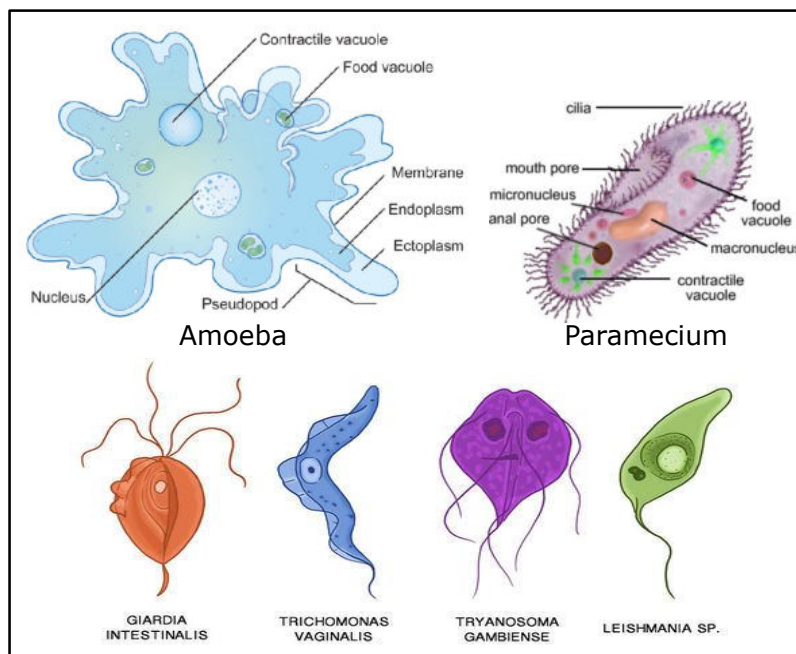 Contractile vacuole
Food vacuole
Membrane
Endoplasm
Ectoplasm
Nucleus
Pseudopod
Amoeba
cilia
mouth pore
micronucleus
anal pore
food
vacuole
macronucleus
contractile
vacuole
Paramecium
GIARDIA
INTESTINALIS
TRICHOMONAS
VAGINALIS
TRYANOSOMA
GAMBIENSE
LEISHMANIA SP.